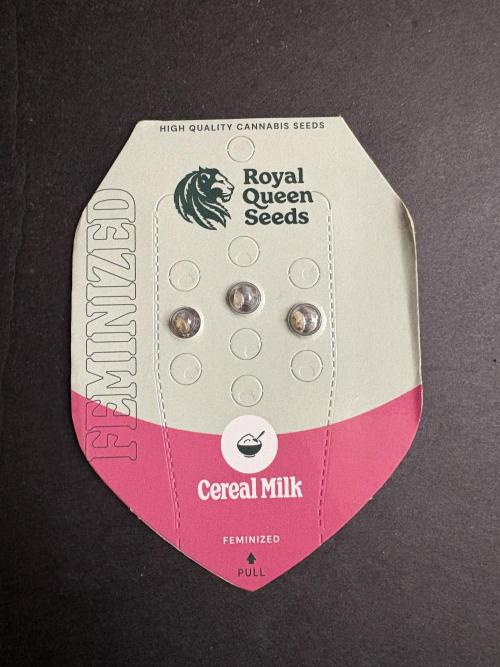 HIGH QUALITY CANNABIS SEEDS
Royal
Queen
Seeds
FEMINIZED
Cereal Milk
FEMINIZED
PULL